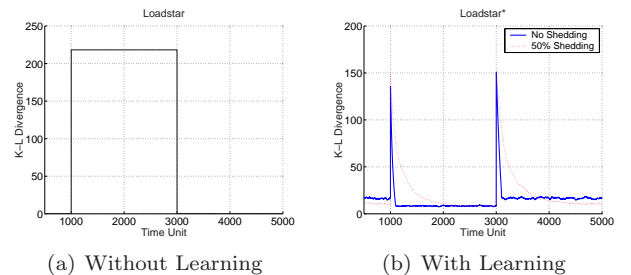 Loadstar
250
200
150
100
50
0
K–L Divergence
1000 2000 3000 4000 5000
Time Unit
(a) Without Learning
Loadstar*
No Shedding
50% Shedding
200
150
100
50
0
K–L Divergence
1000 2000 3000 4000 5000
Time Unit
(b) With Learning